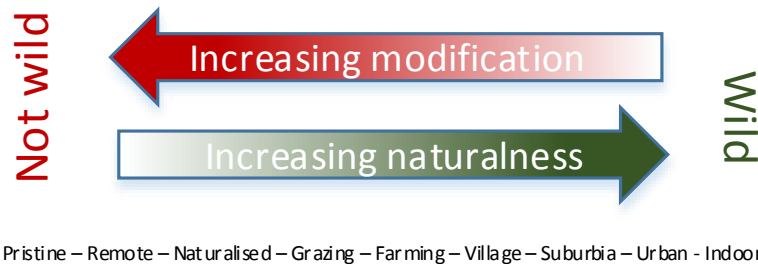 Not wild
Increasing modification
Increasing naturalness
Wild
Pristine – Remote – Naturalised – Grazing – Farming – Village – Suburbia – Urban - Indoor